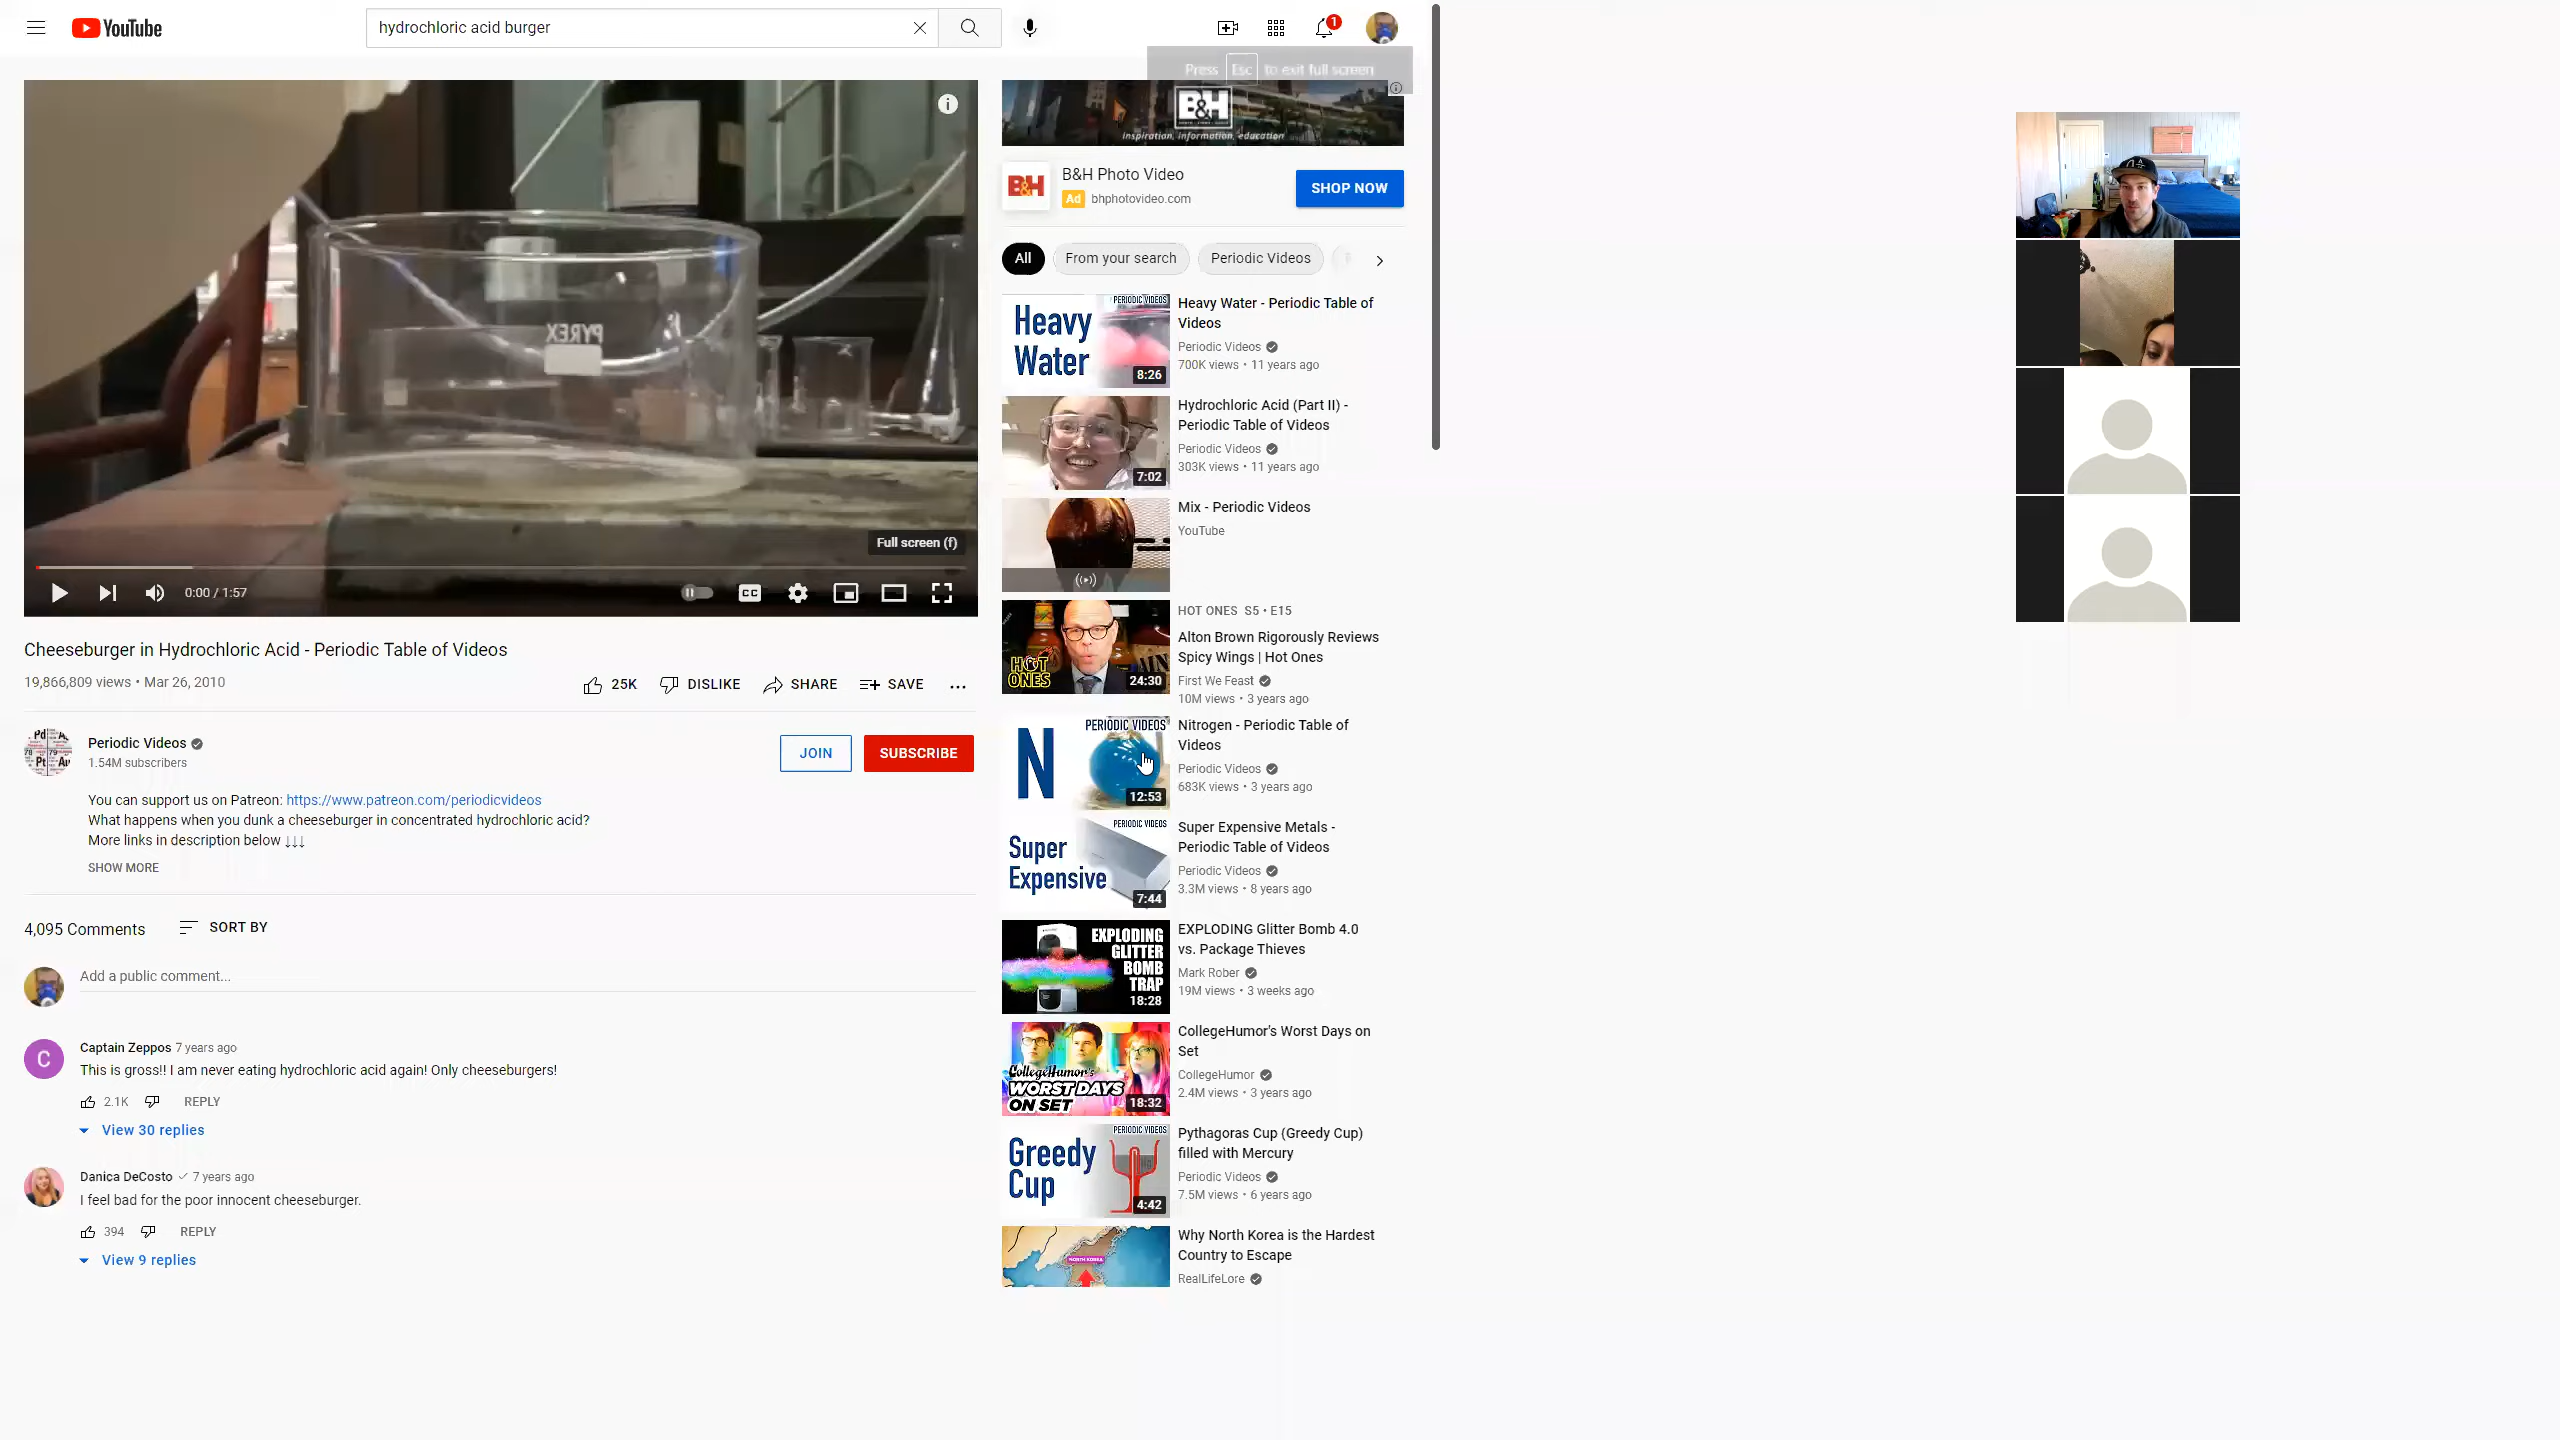 YouTube
hydrochloric acid burger
1
Press Esc to exit full screen
PYREX
Full screen (f)
0:00 / 1:57
CC
Cheeseburger in Hydrochloric Acid - Periodic Table of Videos
19,866,809 views • Mar 26, 2010
25K
DISLIKE
SHARE
SAVE
Periodic Videos
1.54M subscribers
JOIN
SUBSCRIBE
You can support us on Patreon: https://www.patreon.com/periodicvideos
What happens when you dunk a cheeseburger in concentrated hydrochloric acid?
More links in description below ↓↓↓
SHOW MORE
4,095 Comments
SORT BY
Add a public comment...
C
Captain Zeppos 7 years ago
This is gross!! I am never eating hydrochloric acid again! Only cheeseburgers!
2.1K
REPLY
View 30 replies
Danica DeCosto 7 years ago
I feel bad for the poor innocent cheeseburger.
394
REPLY
View 9 replies
B&H
inspiration, information, education
B&H
B&H Photo Video
Ad bhphotovideo.com
SHOP NOW
All
From your search
Periodic Videos
PERIODIC VIDEOS
Heavy
Water
8:26
Heavy Water - Periodic Table of
Videos
Periodic Videos
700K views • 11 years ago
7:02
Hydrochloric Acid (Part II) -
Periodic Table of Videos
Periodic Videos
303K views • 11 years ago
Mix - Periodic Videos
YouTube
HOT
ONES
24:30
HOT ONES S5 • E15
Alton Brown Rigorously Reviews
Spicy Wings | Hot Ones
First We Feast
10M views • 3 years ago
PERIODIC VIDEOS
N
12:53
Nitrogen - Periodic Table of
Videos
Periodic Videos
683K views • 3 years ago
PERIODIC VIDEOS
Super
Expensive
7:44
Super Expensive Metals -
Periodic Table of Videos
Periodic Videos
3.3M views • 8 years ago
EXPLODING
GLITTER
BOMB
TRAP
18:28
EXPLODING Glitter Bomb 4.0
vs. Package Thieves
Mark Rober
19M views • 3 weeks ago
CollegeHumor's
WORST DAYS
ON SET
18:32
CollegeHumor's Worst Days on
Set
CollegeHumor
2.4M views • 3 years ago
PERIODIC VIDEOS
Greedy
Cup
4:42
Pythagoras Cup (Greedy Cup)
filled with Mercury
Periodic Videos
7.5M views • 6 years ago
NORTH KOREA
Why North Korea is the Hardest
Country to Escape
RealLifeLore